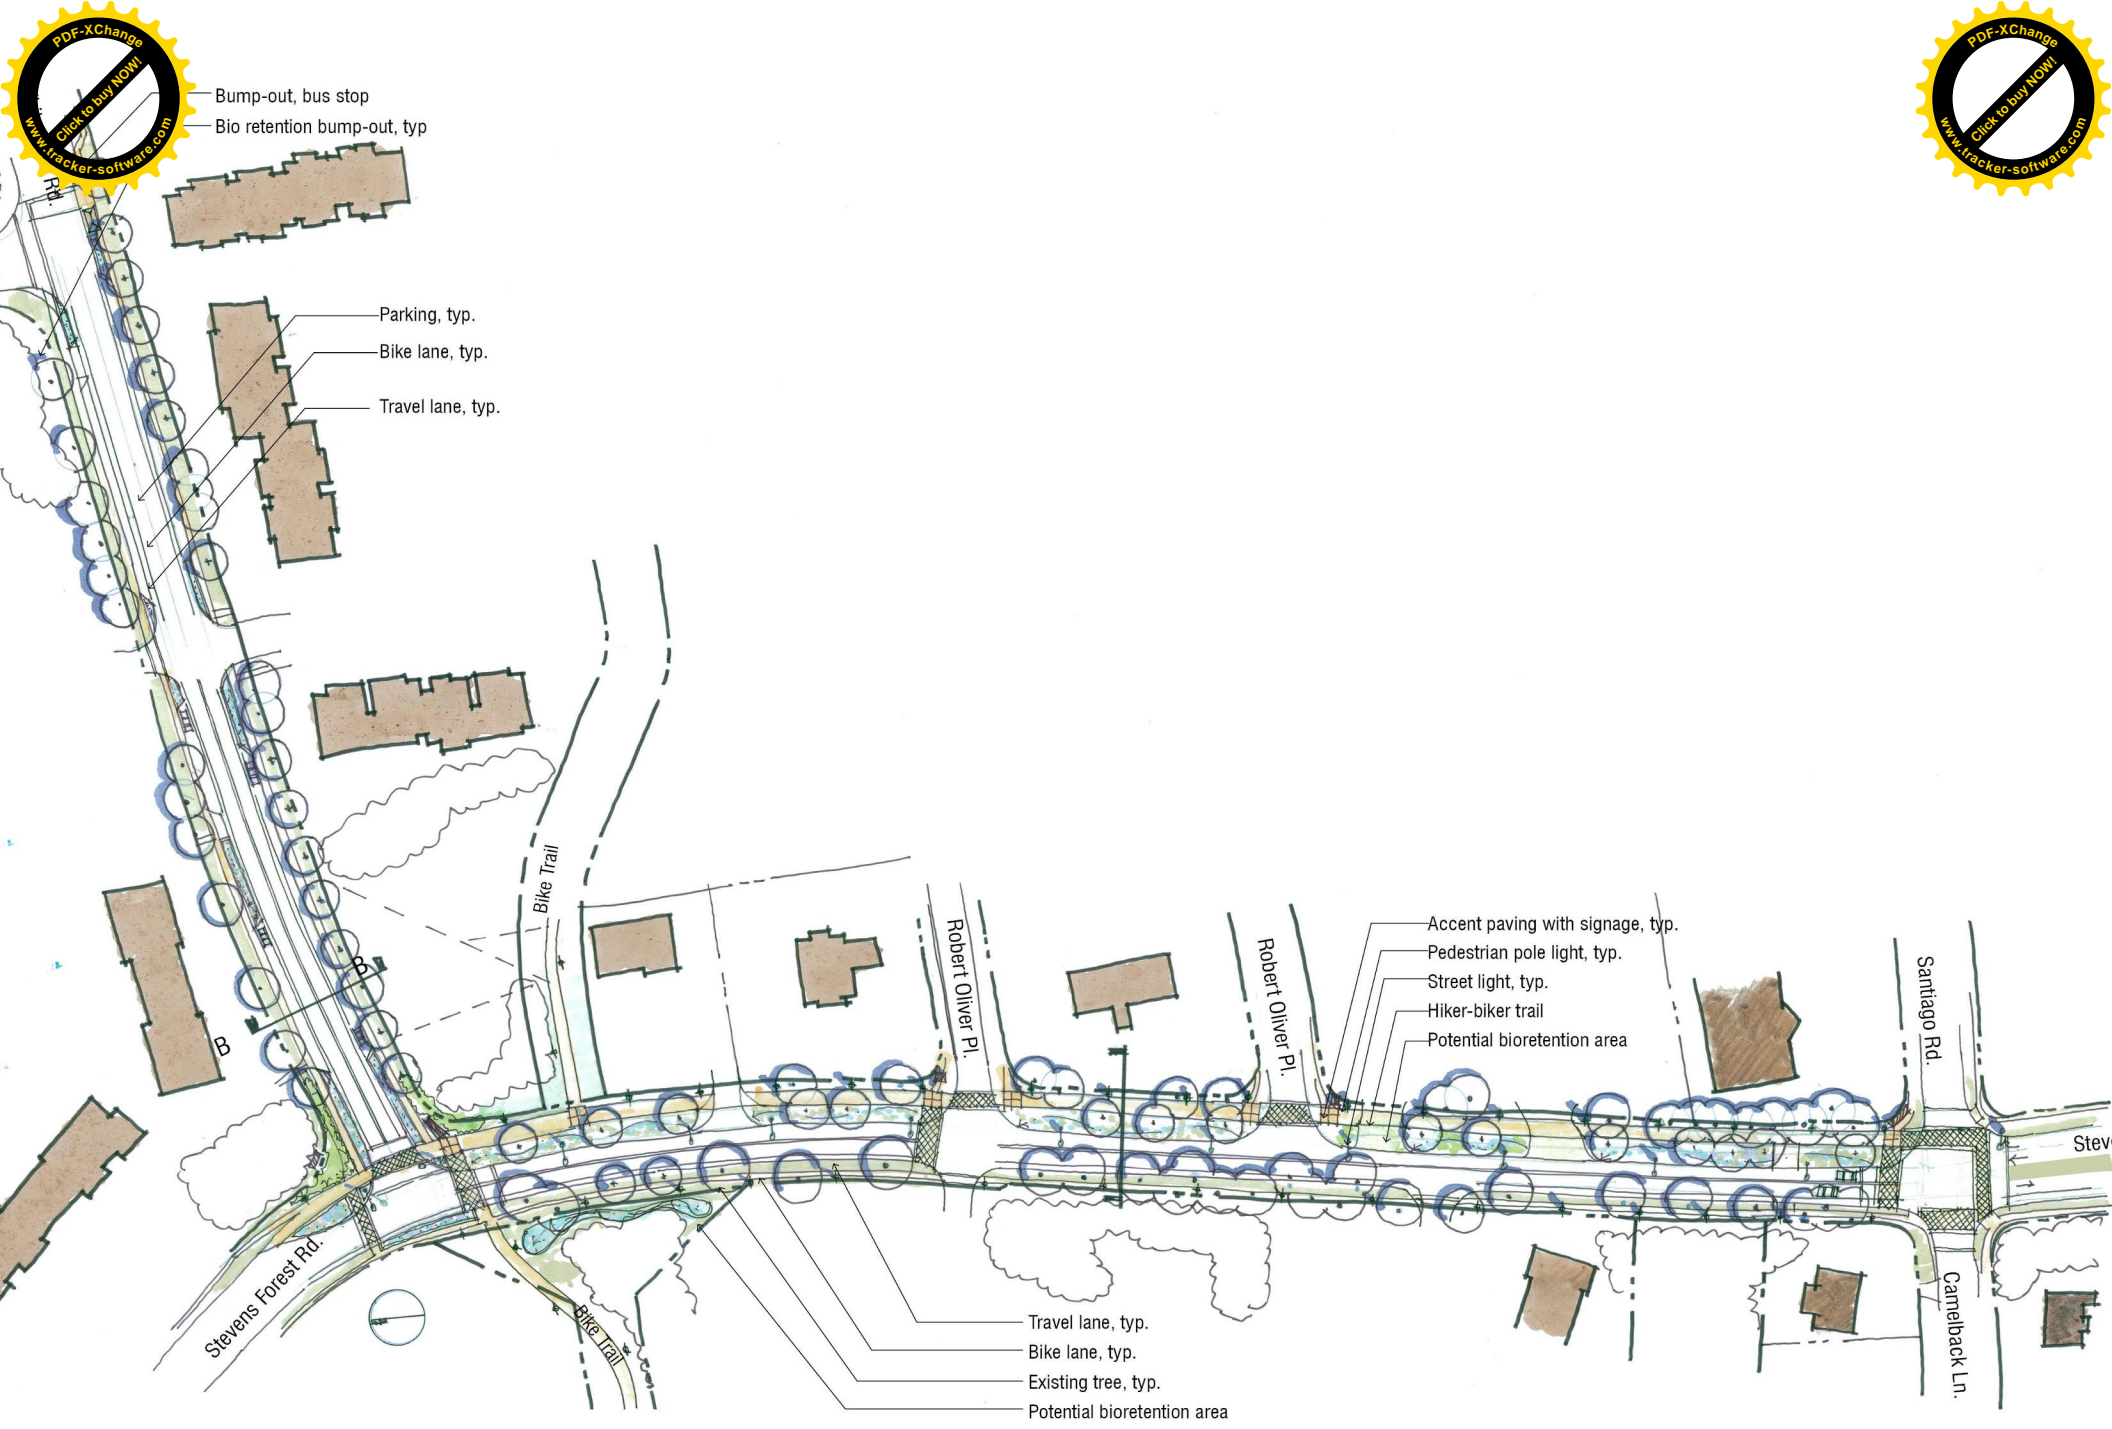 PDF-XChange
Click to buy NOW!
www.tracker-software.com
PDF-XChange
Click to buy NOW!
www.tracker-software.com
Bump-out, bus stop
Bio retention bump-out, typ
Rd.
Parking, typ.
Bike lane, typ.
Travel lane, typ.
Bike Trail
B
B
Robert Oliver Pl.
Robert Oliver Pl.
Accent paving with signage, typ.
Pedestrian pole light, typ.
Street light, typ.
Hiker-biker trail
Potential bioretention area
Santiago Rd.
Stev
Stevens Forest Rd.
Bike Trail
Travel lane, typ.
Bike lane, typ.
Existing tree, typ.
Potential bioretention area
Camelback Ln.